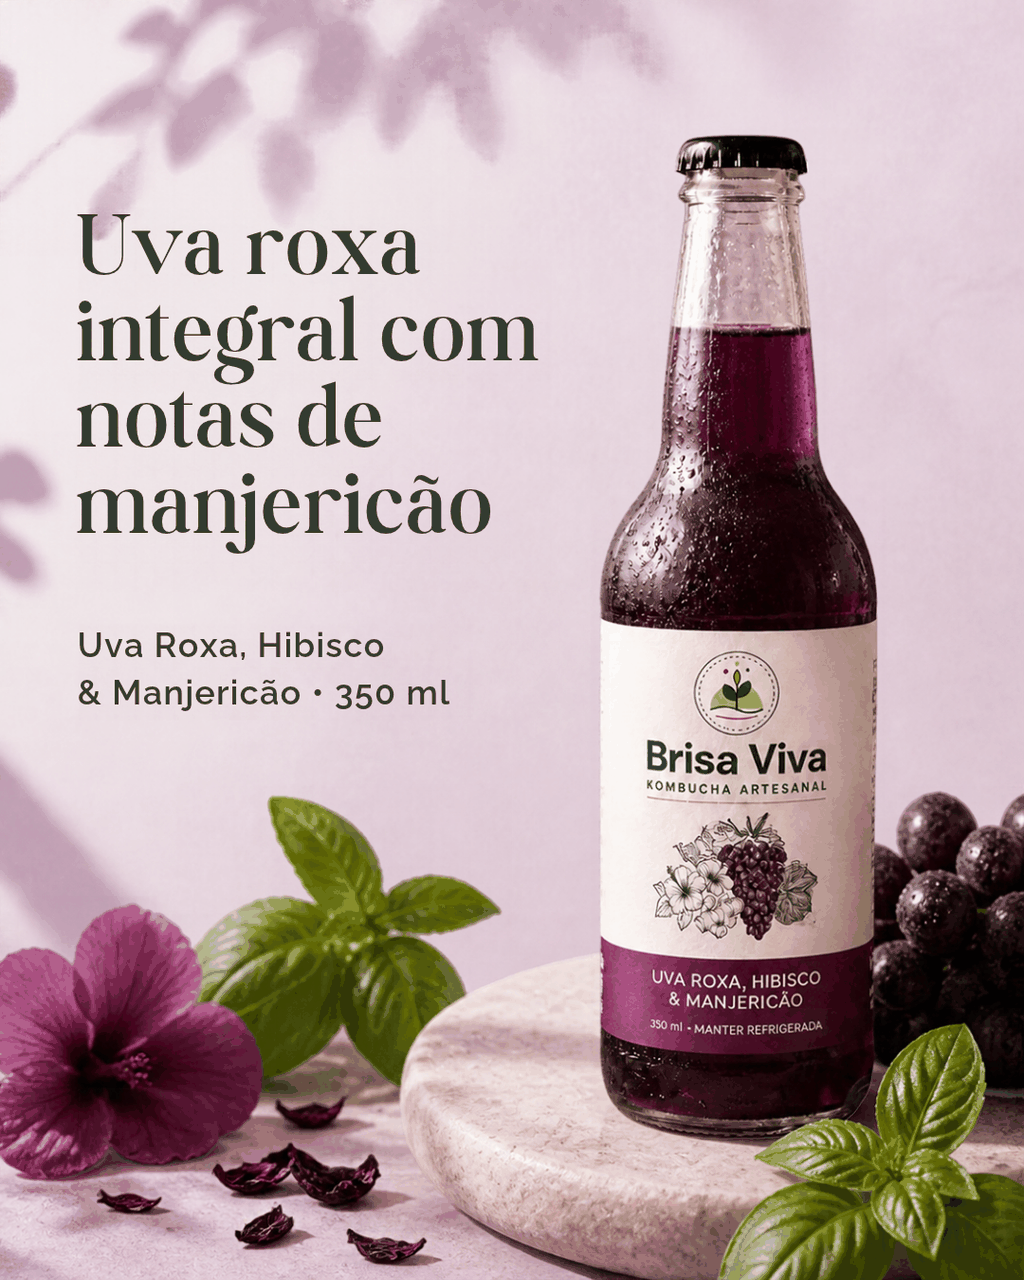 Uva roxa
integral com
notas de
manjericão
Uva Roxa, Hibisco
& Manjericão • 350 ml
Brisa Viva
KOMBUCHA ARTESANAL
UVA ROXA, HIBISCO
& MANJERICÃO
350 ml • MANTER REFRIGERADA